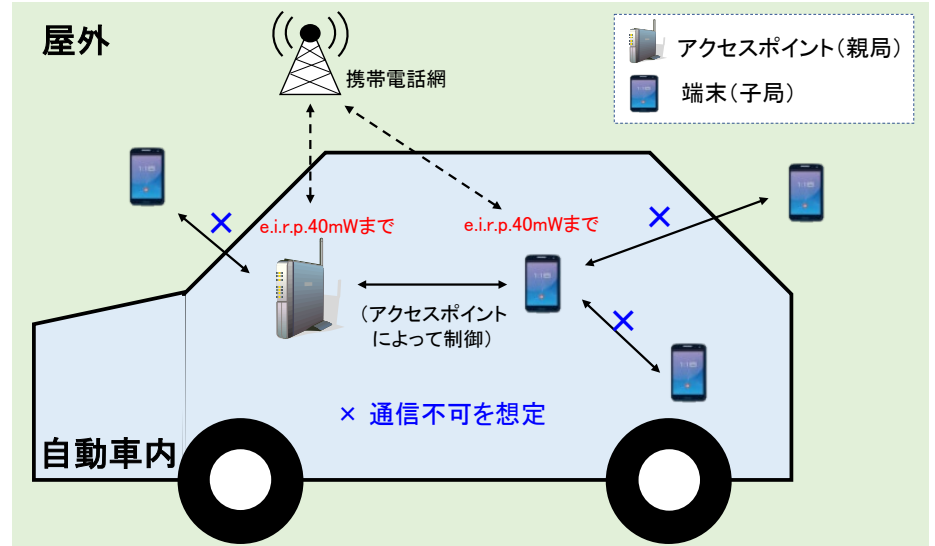 屋外
携帯電話網
アクセスポイント(親局)
端末(子局)
e.i.r.p.40mWまで
e.i.r.p.40mWまで
×
×
×
(アクセスポイント
によって制御)
× 通信不可を想定
自動車内